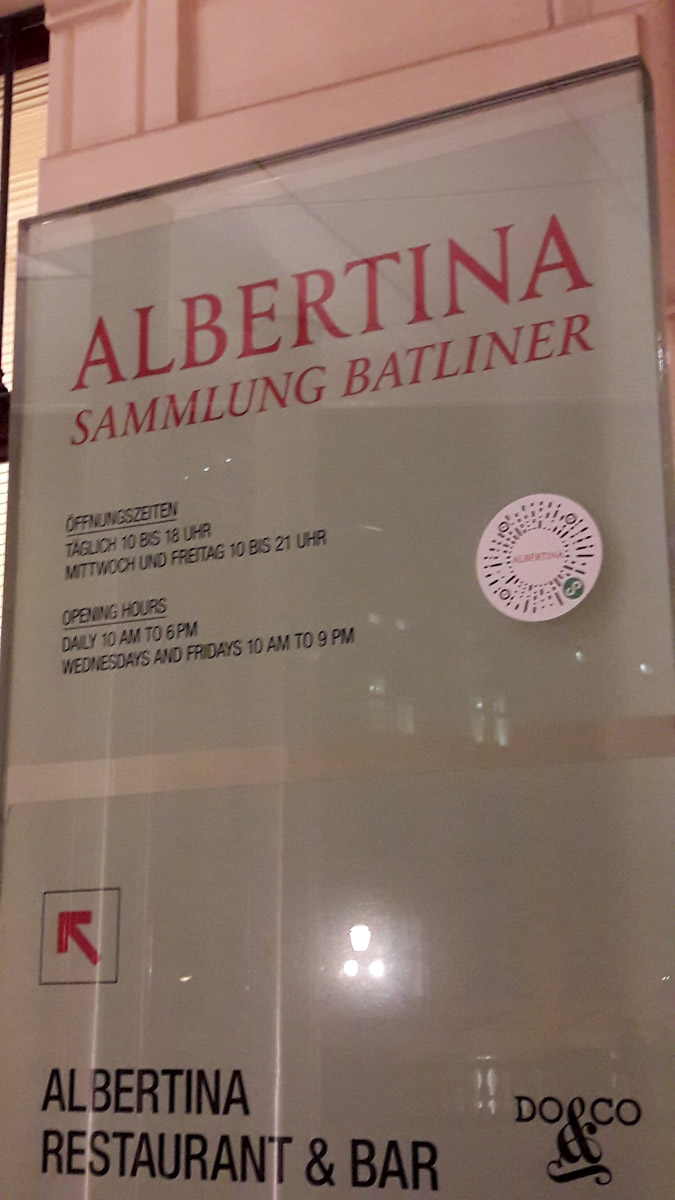 ALBERTINA
SAMMLUNG BATLINER
ÖFFNUNGSZEITEN
TÄGLICH 10 BIS 18 UHR
MITTWOCH UND FREITAG 10 BIS 21 UHR
OPENING HOURS
DAILY 10 AM TO 6 PM
WEDNESDAYS AND FRIDAYS 10 AM TO 9 PM
ALBERTINA
ALBERTINA
RESTAURANT & BAR
DO&CO